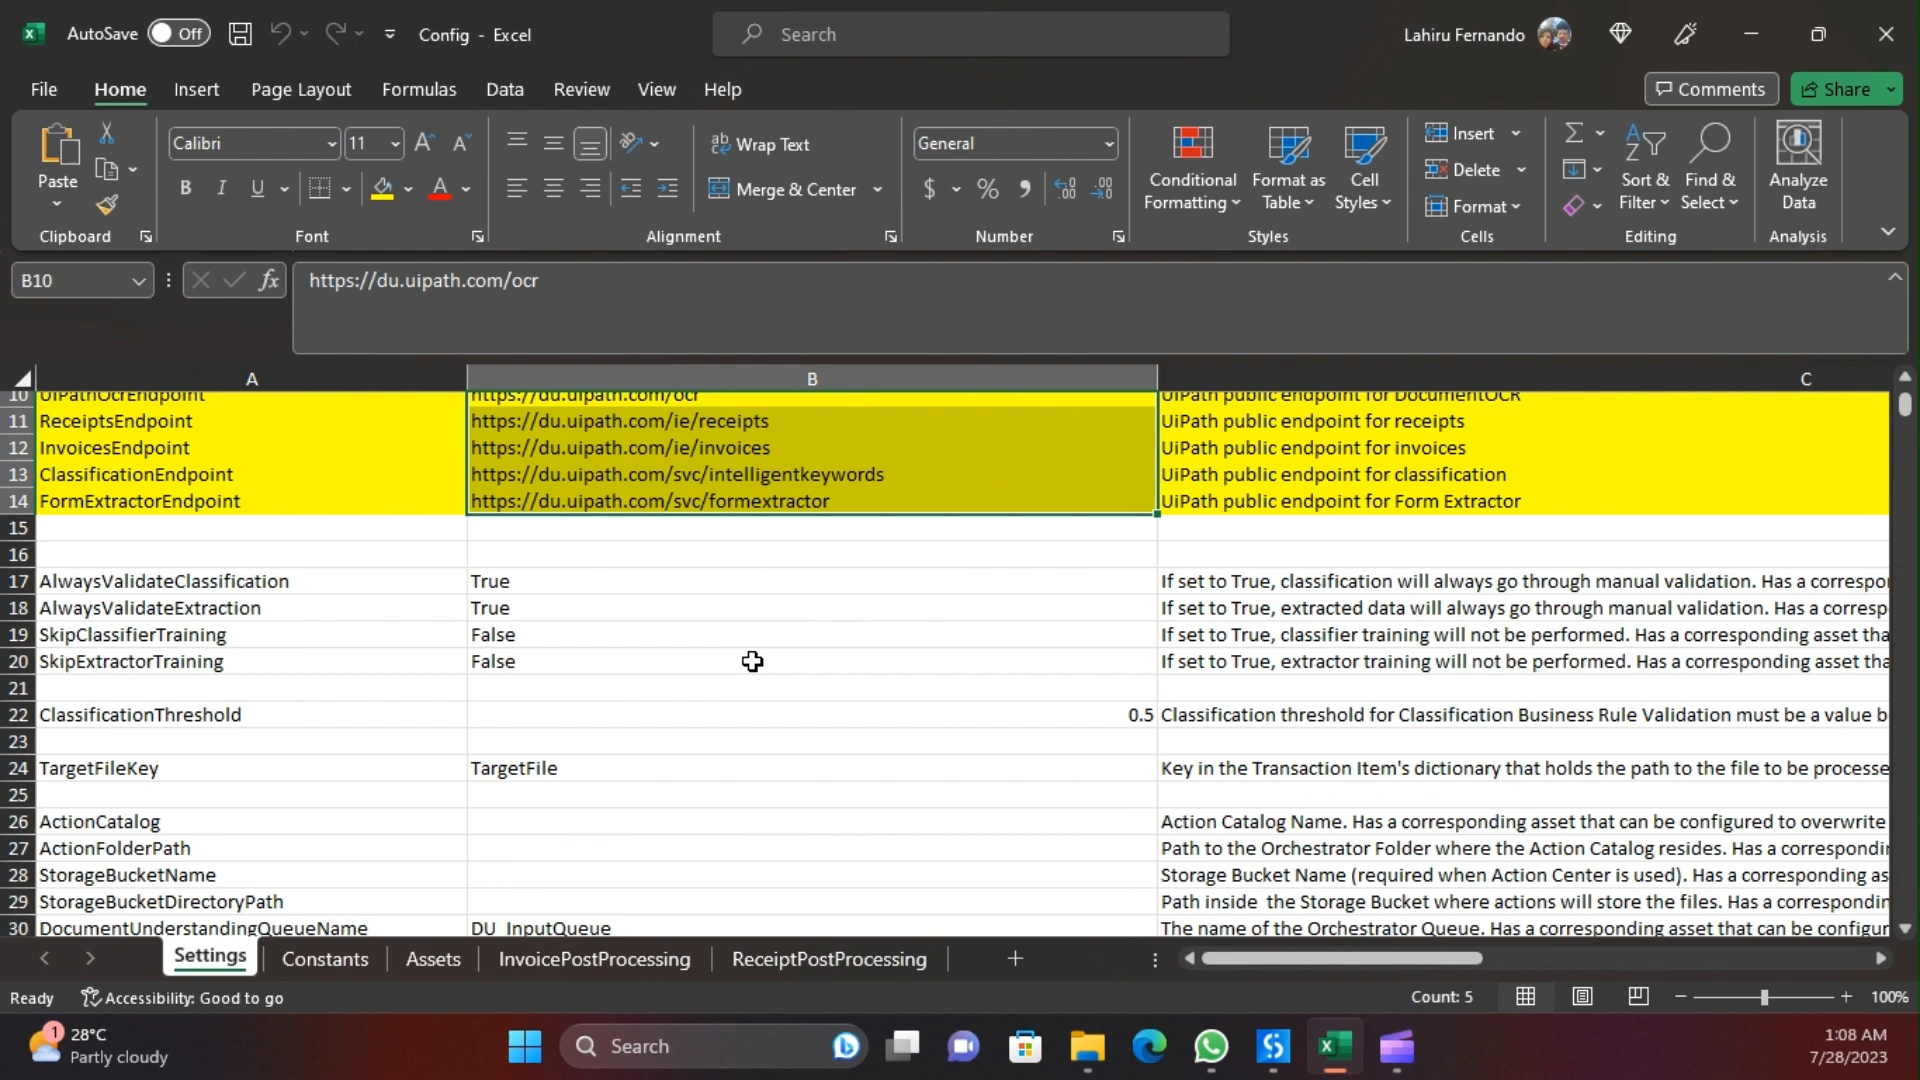 AutoSave Off Config - Excel Search Lahiru Fernando
File Home Insert Page Layout Formulas Data Review View Help Comments Share
Calibri 11 Wrap Text General Insert
Paste B I U Merge & Center $ % Conditional Formatting Format as Table Cell Styles Delete Format Sort & Filter Find & Select Analyze Data
Clipboard Font Alignment Number Styles Cells Editing Analysis
B10 fx https://du.uipath.com/ocr
A B C
10 UiPathOcrEndpoint https://du.uipath.com/ocr UiPath public endpoint for DocumentOCR
11 ReceiptsEndpoint https://du.uipath.com/ie/receipts UiPath public endpoint for receipts
12 InvoicesEndpoint https://du.uipath.com/ie/invoices UiPath public endpoint for invoices
13 ClassificationEndpoint https://du.uipath.com/svc/intelligentkeywords UiPath public endpoint for classification
14 FormExtractorEndpoint https://du.uipath.com/svc/formextractor UiPath public endpoint for Form Extractor
15
16
17 AlwaysValidateClassification True If set to True, classification will always go through manual validation. Has a correspo
18 AlwaysValidateExtraction True If set to True, extracted data will always go through manual validation. Has a corresp
19 SkipClassifierTraining False If set to True, classifier training will not be performed. Has a corresponding asset tha
20 SkipExtractorTraining False If set to True, extractor training will not be performed. Has a corresponding asset tha
21
22 ClassificationThreshold 0.5 Classification threshold for Classification Business Rule Validation must be a value b
23
24 TargetFileKey TargetFile Key in the Transaction Item's dictionary that holds the path to the file to be processe
25
26 ActionCatalog Action Catalog Name. Has a corresponding asset that can be configured to overwrite
27 ActionFolderPath Path to the Orchestrator Folder where the Action Catalog resides. Has a correspondin
28 StorageBucketName Storage Bucket Name (required when Action Center is used). Has a corresponding as
29 StorageBucketDirectoryPath Path inside the Storage Bucket where actions will store the files. Has a correspondin
30 DocumentUnderstandingQueueName DU_InputQueue The name of the Orchestrator Queue. Has a corresponding asset that can be configur
Settings Constants Assets InvoicePostProcessing ReceiptPostProcessing
Ready Accessibility: Good to go Count: 5 100%
1 28°C Search 1:08 AM
Partly cloudy 7/28/2023